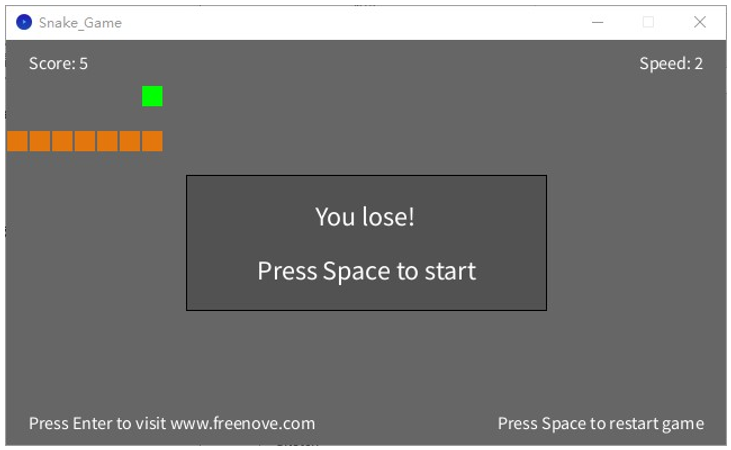 Snake_Game
Score: 5
Speed: 2
You lose!
Press Space to start
Press Enter to visit www.freenove.com
Press Space to restart game